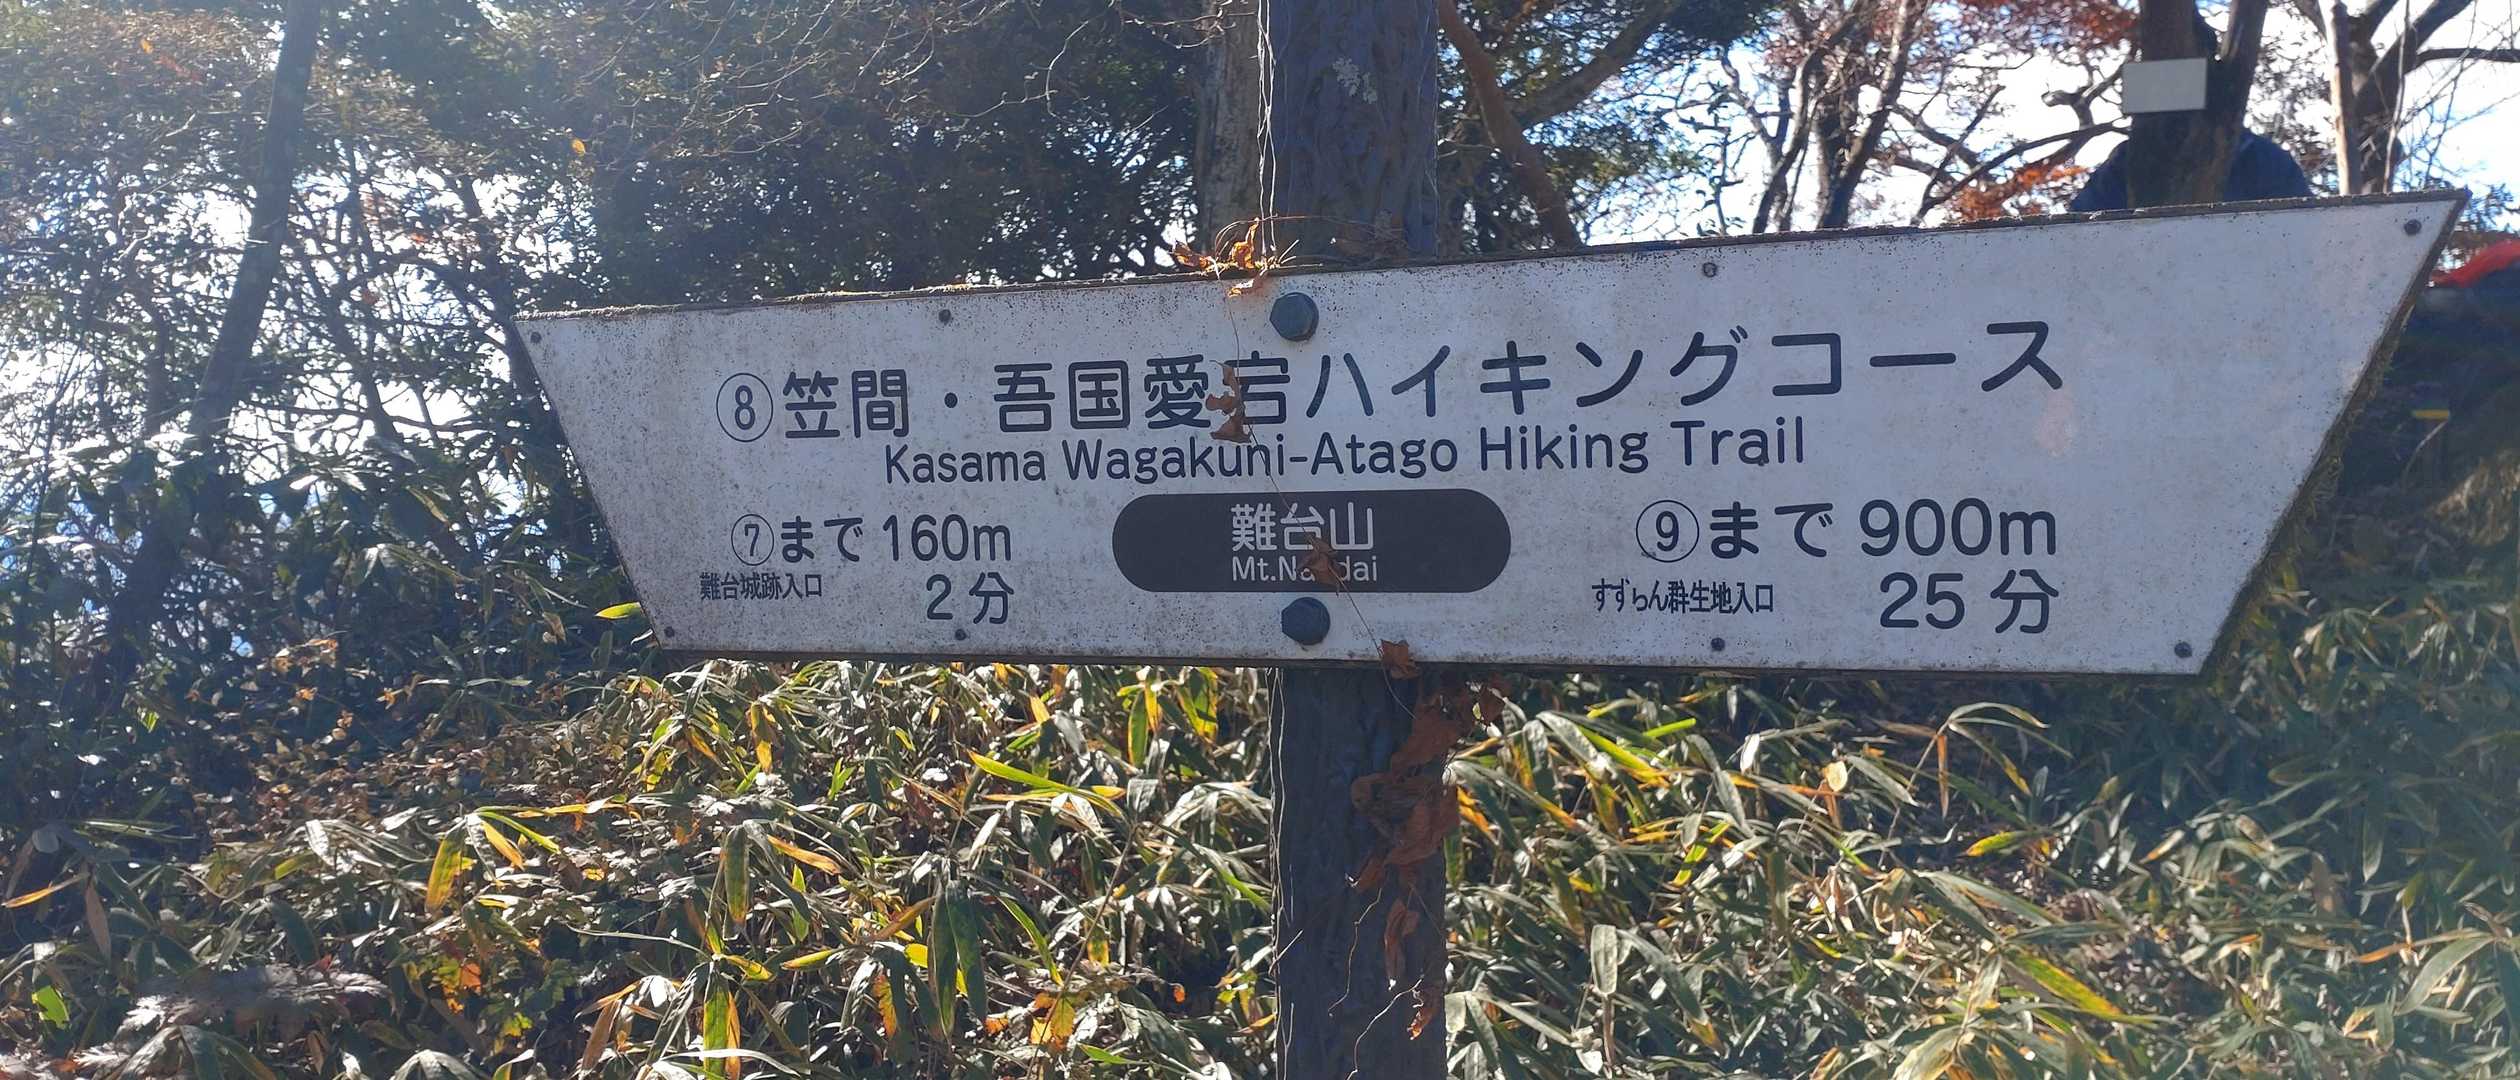 ⑧笠間・吾国愛宕ハイキングコース
Kasama Wagakuni-Atago Hiking Trail
⑦まで 160m
難台城跡入口 2分
難台山
Mt.Nandai
⑨まで 900m
すずらん群生地入口 25分